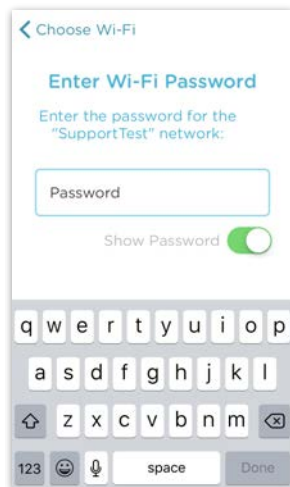 Choose Wi-Fi
Enter Wi-Fi Password
Enter the password for the
"SupportTest" network:
Password
Show Password
q w e r t y u i o p
a s d f g h j k l
z x c v b n m
123 space Done